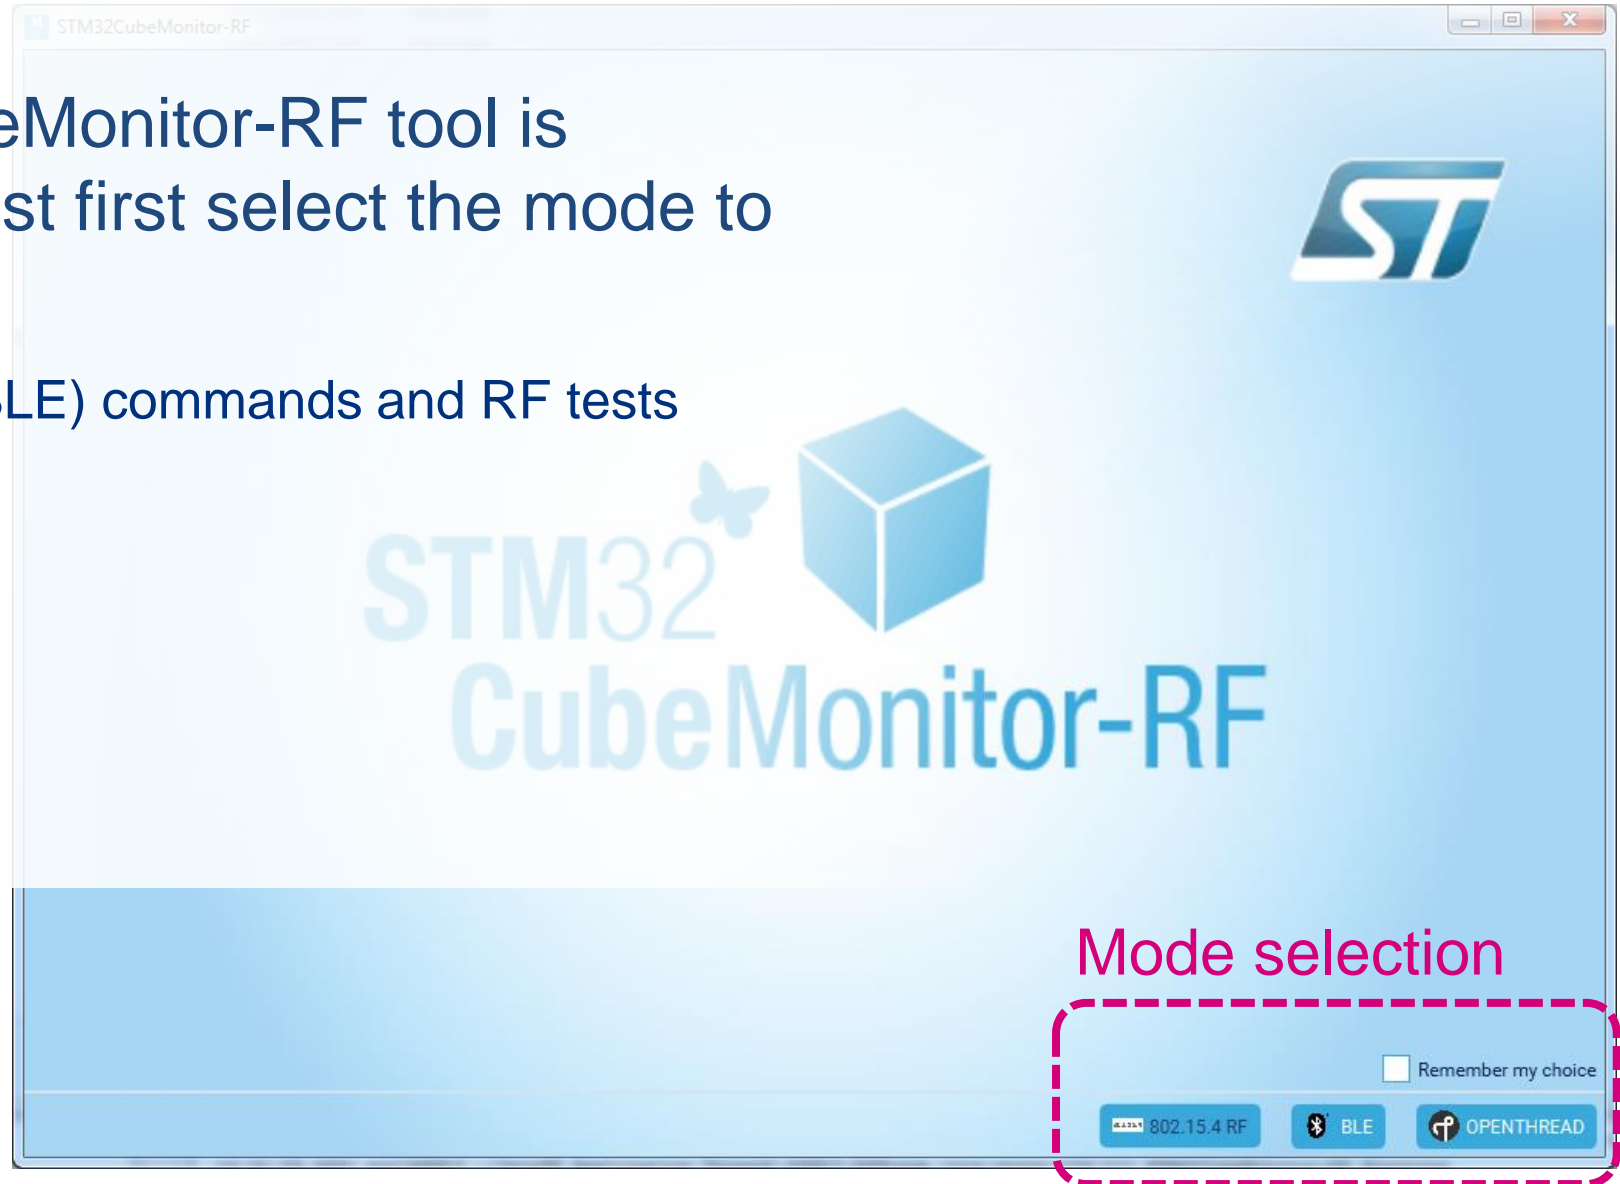 STM32CubeMonitor-RF
eMonitor-RF tool is
st first select the mode to
LE) commands and RF tests
ST
STM32
CubeMonitor-RF
Mode selection
Remember my choice
802.15.4 RF
BLE
OPENTHREAD